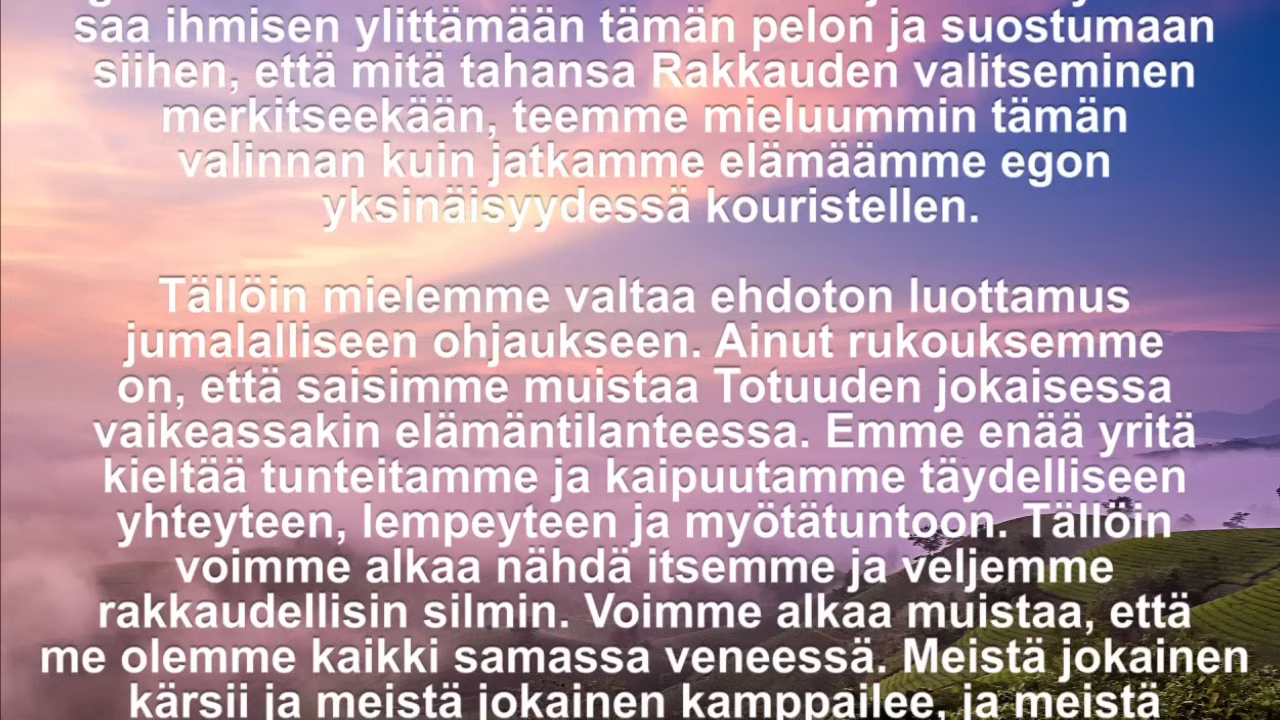 saa ihmisen ylittämään tämän pelon ja suostumaan
siihen, että mitä tahansa Rakkauden valitseminen
merkitseekään, teemme mieluummin tämän
valinnan kuin jatkamme elämäämme egon
yksinäisyydessä kouristellen.
Tällöin mielemme valtaa ehdoton luottamus
jumalalliseen ohjaukseen. Ainut rukouksemme
on, että saisimme muistaa Totuuden jokaisessa
vaikeassakin elämäntilanteessa. Emme enää yritä
kieltää tunteitamme ja kaipuutamme täydelliseen
yhteyteen, lempeyteen ja myötätuntoon. Tällöin
voimme alkaa nähdä itsemme ja veljemme
rakkaudellisin silmin. Voimme alkaa muistaa, että
me olemme kaikki samassa veneessä. Meistä jokainen
kärsii ja meistä jokainen kamppailee, ja meistä